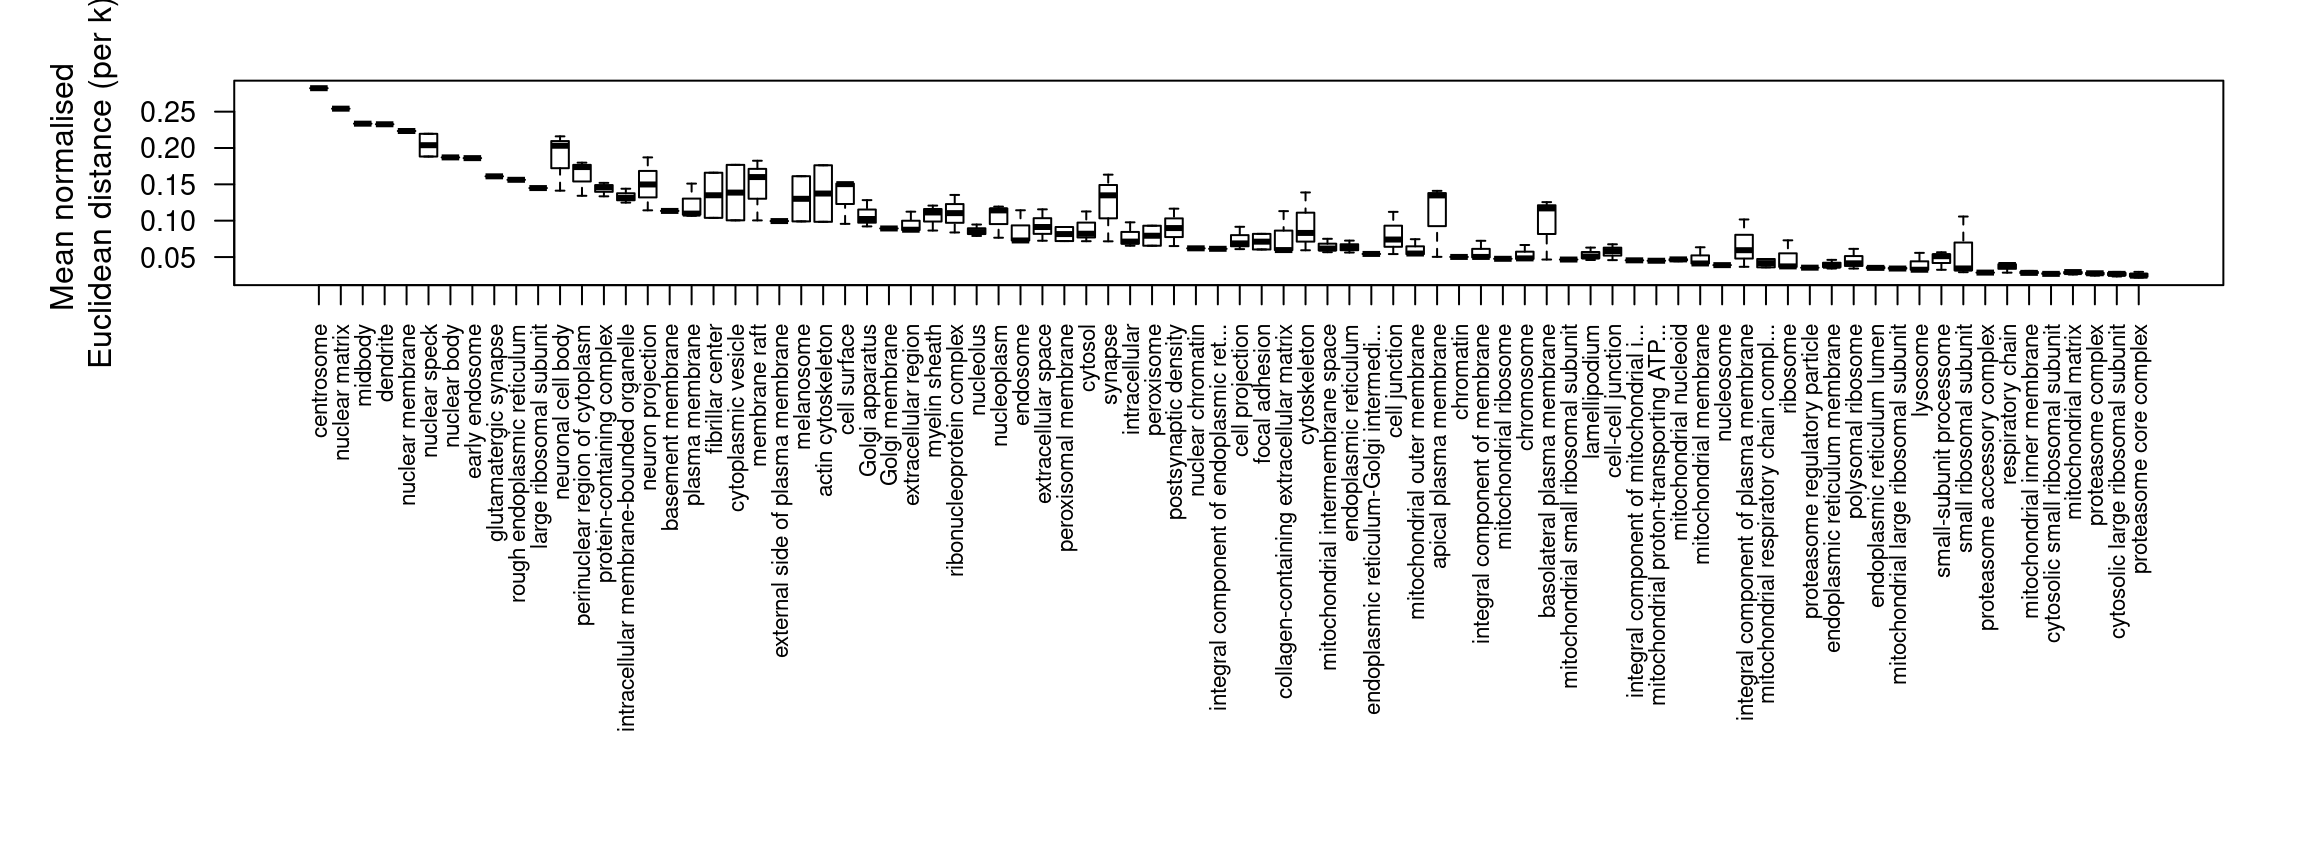 Mean normalised
Euclidean distance (per k)
0.25
0.20
0.15
0.10
0.05
centrosome
nuclear matrix
midbody
dendrite
nuclear membrane
nuclear speck
nuclear body
early endosome
glutamatergic synapse
rough endoplasmic reticulum
large ribosomal subunit
neuronal cell body
perinuclear region of cytoplasm
protein-containing complex
intracellular membrane-bounded organelle
neuron projection
basement membrane
plasma membrane
fibrillar center
cytoplasmic vesicle
membrane raft
external side of plasma membrane
melanosome
actin cytoskeleton
cell surface
Golgi apparatus
Golgi membrane
extracellular region
myelin sheath
ribonucleoprotein complex
nucleolus
nucleoplasm
endosome
extracellular space
peroxisomal membrane
cytosol
synapse
intracellular
peroxisome
postsynaptic density
nuclear chromatin
integral component of endoplasmic ret...
cell projection
focal adhesion
collagen-containing extracellular matrix
cytoskeleton
mitochondrial intermembrane space
endoplasmic reticulum
endoplasmic reticulum-Golgi intermedi...
cell junction
mitochondrial outer membrane
apical plasma membrane
chromatin
integral component of membrane
mitochondrial ribosome
chromosome
basolateral plasma membrane
mitochondrial small ribosomal subunit
lamellipodium
cell-cell junction
integral component of mitochondrial i...
mitochondrial proton-transporting ATP...
mitochondrial nucleoid
mitochondrial membrane
nucleosome
integral component of plasma membrane
mitochondrial respiratory chain compl...
ribosome
proteasome regulatory particle
endoplasmic reticulum membrane
polysomal ribosome
endoplasmic reticulum lumen
mitochondrial large ribosomal subunit
lysosome
small-subunit processome
small ribosomal subunit
proteasome accessory complex
respiratory chain
mitochondrial inner membrane
cytosolic small ribosomal subunit
mitochondrial matrix
proteasome complex
cytosolic large ribosomal subunit
proteasome core complex